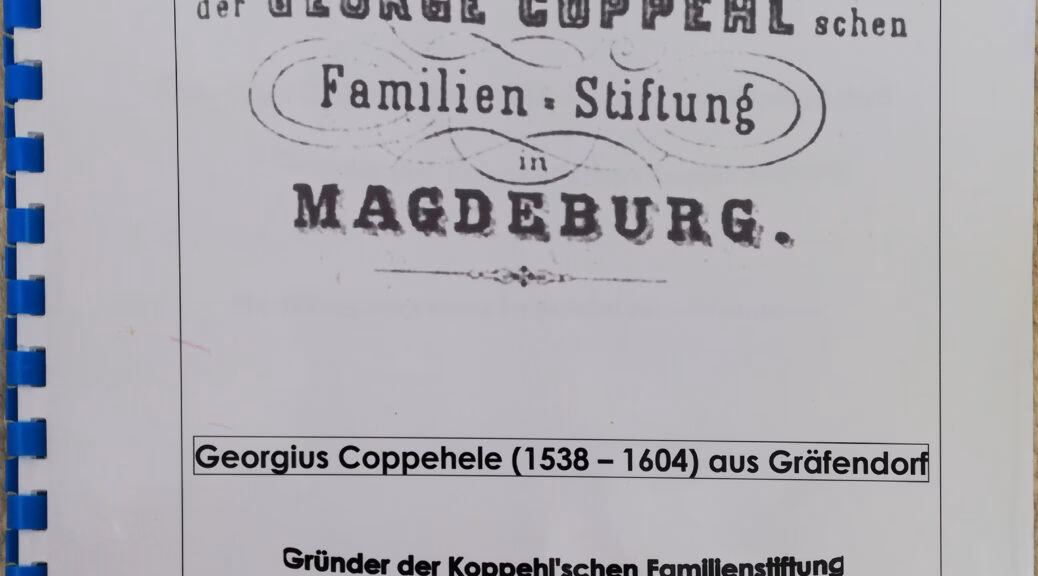 der GEORGE COPPEHL schen
Familien = Stiftung
in
MAGDEBURG.
Georgius Coppehele (1538 – 1604) aus Gräfendorf
Gründer der Koppehl'schen Familienstiftung